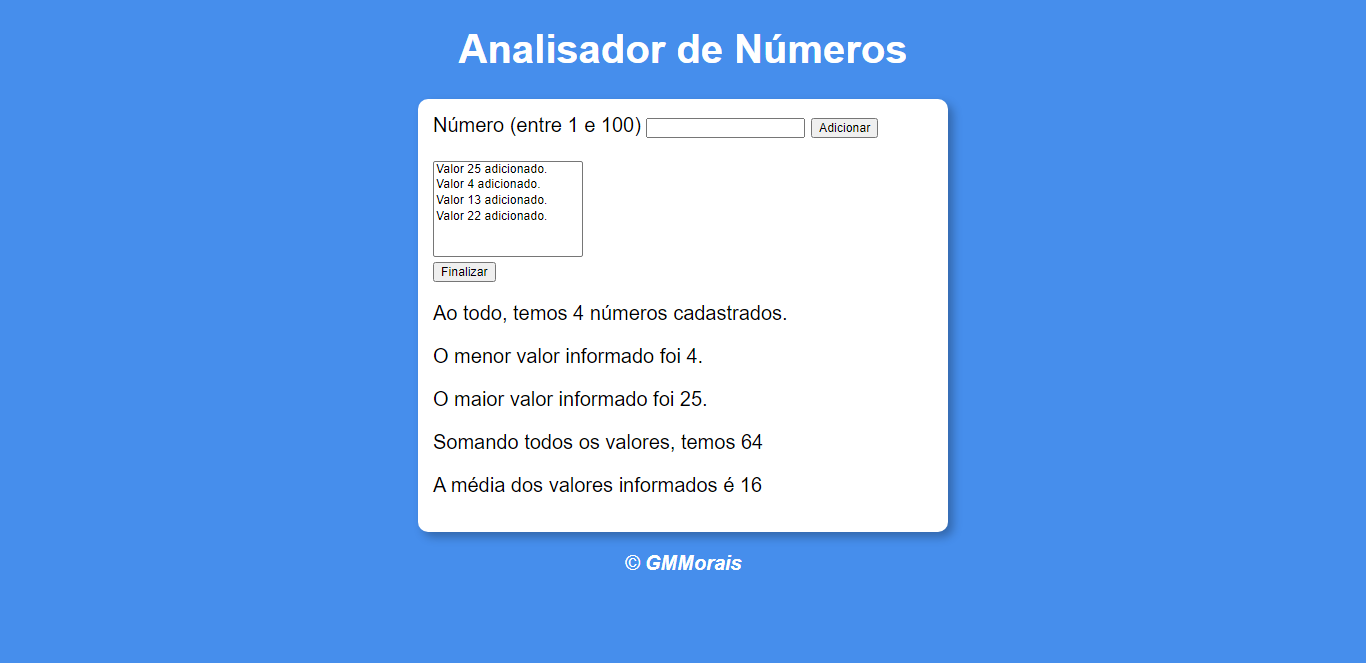 Analisador de Números
Número (entre 1 e 100) Adicionar
Valor 25 adicionado.
Valor 4 adicionado.
Valor 13 adicionado.
Valor 22 adicionado.
Finalizar
Ao todo, temos 4 números cadastrados.
O menor valor informado foi 4.
O maior valor informado foi 25.
Somando todos os valores, temos 64
A média dos valores informados é 16
© GMMorais